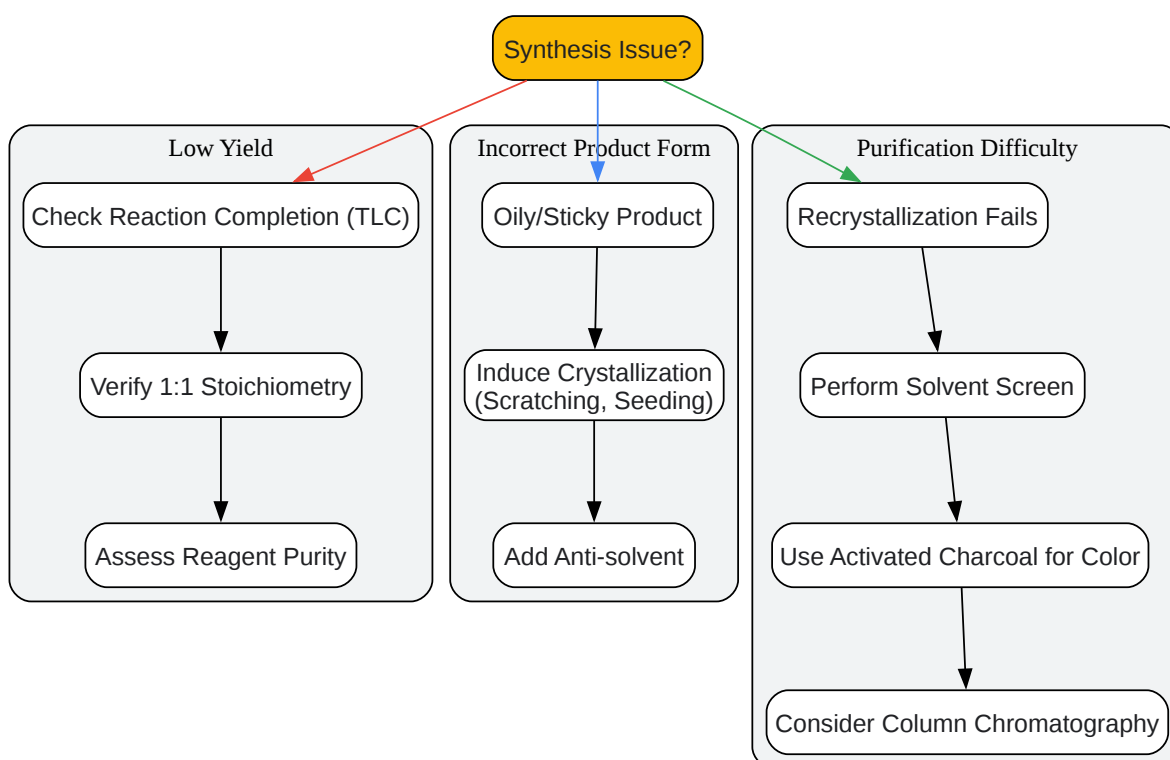 Synthesis Issue?
Low Yield
Check Reaction Completion (TLC)
Verify 1:1 Stoichiometry
Assess Reagent Purity
Incorrect Product Form
Oily/Sticky Product
Induce Crystallization
(Scratching, Seeding)
Add Anti-solvent
Purification Difficulty
Recrystallization Fails
Perform Solvent Screen
Use Activated Charcoal for Color
Consider Column Chromatography